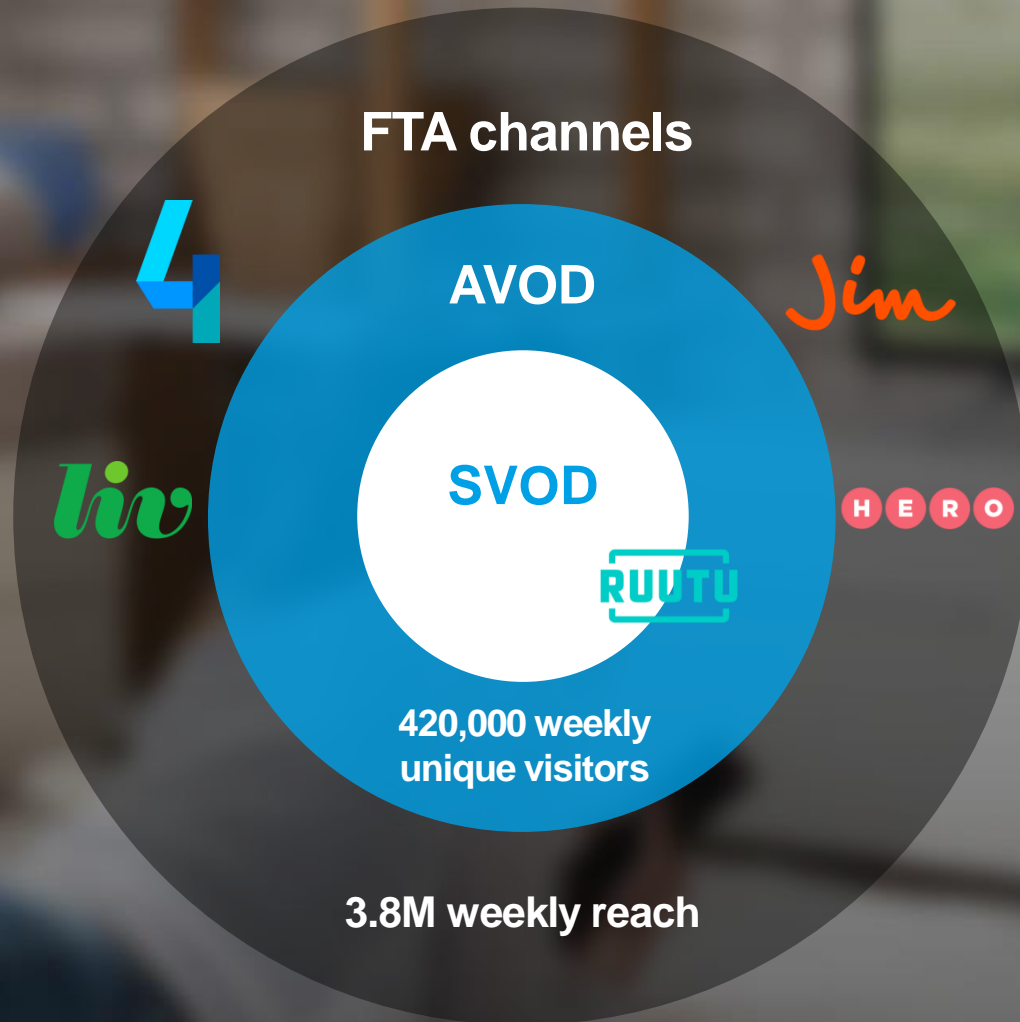 FTA channels
4
AVOD
Jim
SVOD
liv
HERO
RUUTU
420,000 weekly
unique visitors
3.8M weekly reach